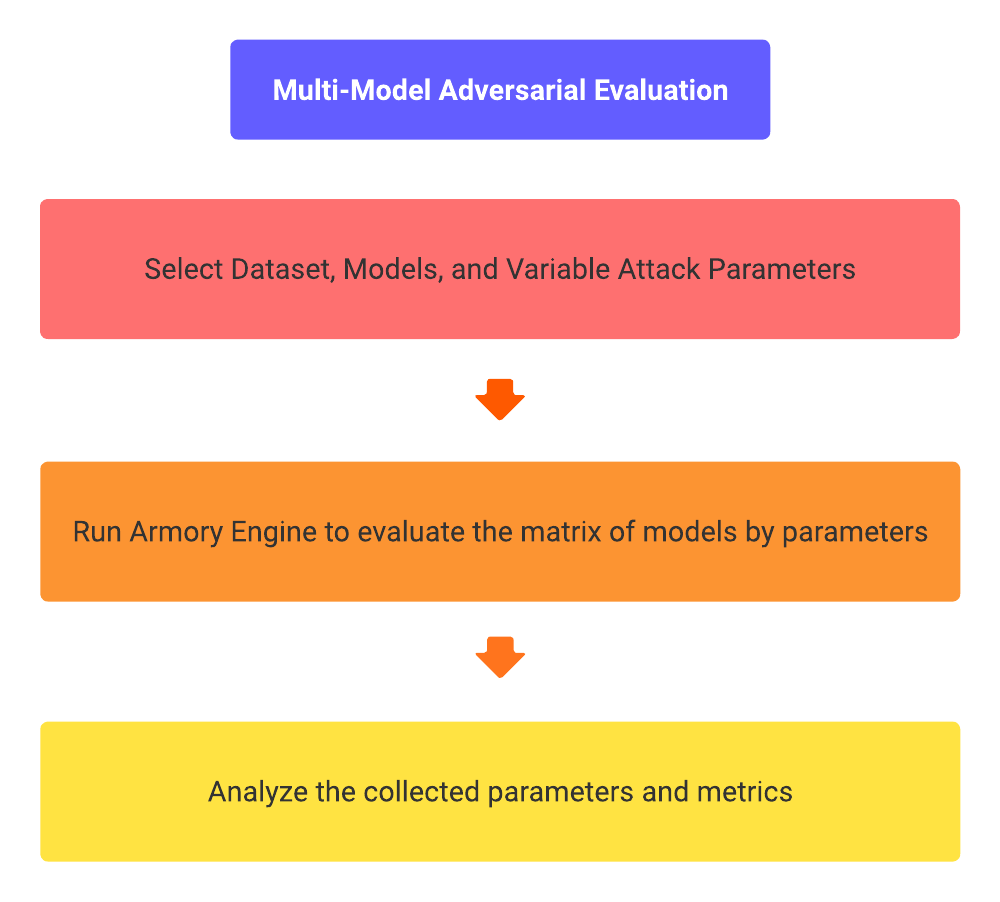 Multi-Model Adversarial Evaluation
Select Dataset, Models, and Variable Attack Parameters
Run Armory Engine to evaluate the matrix of models by parameters
Analyze the collected parameters and metrics